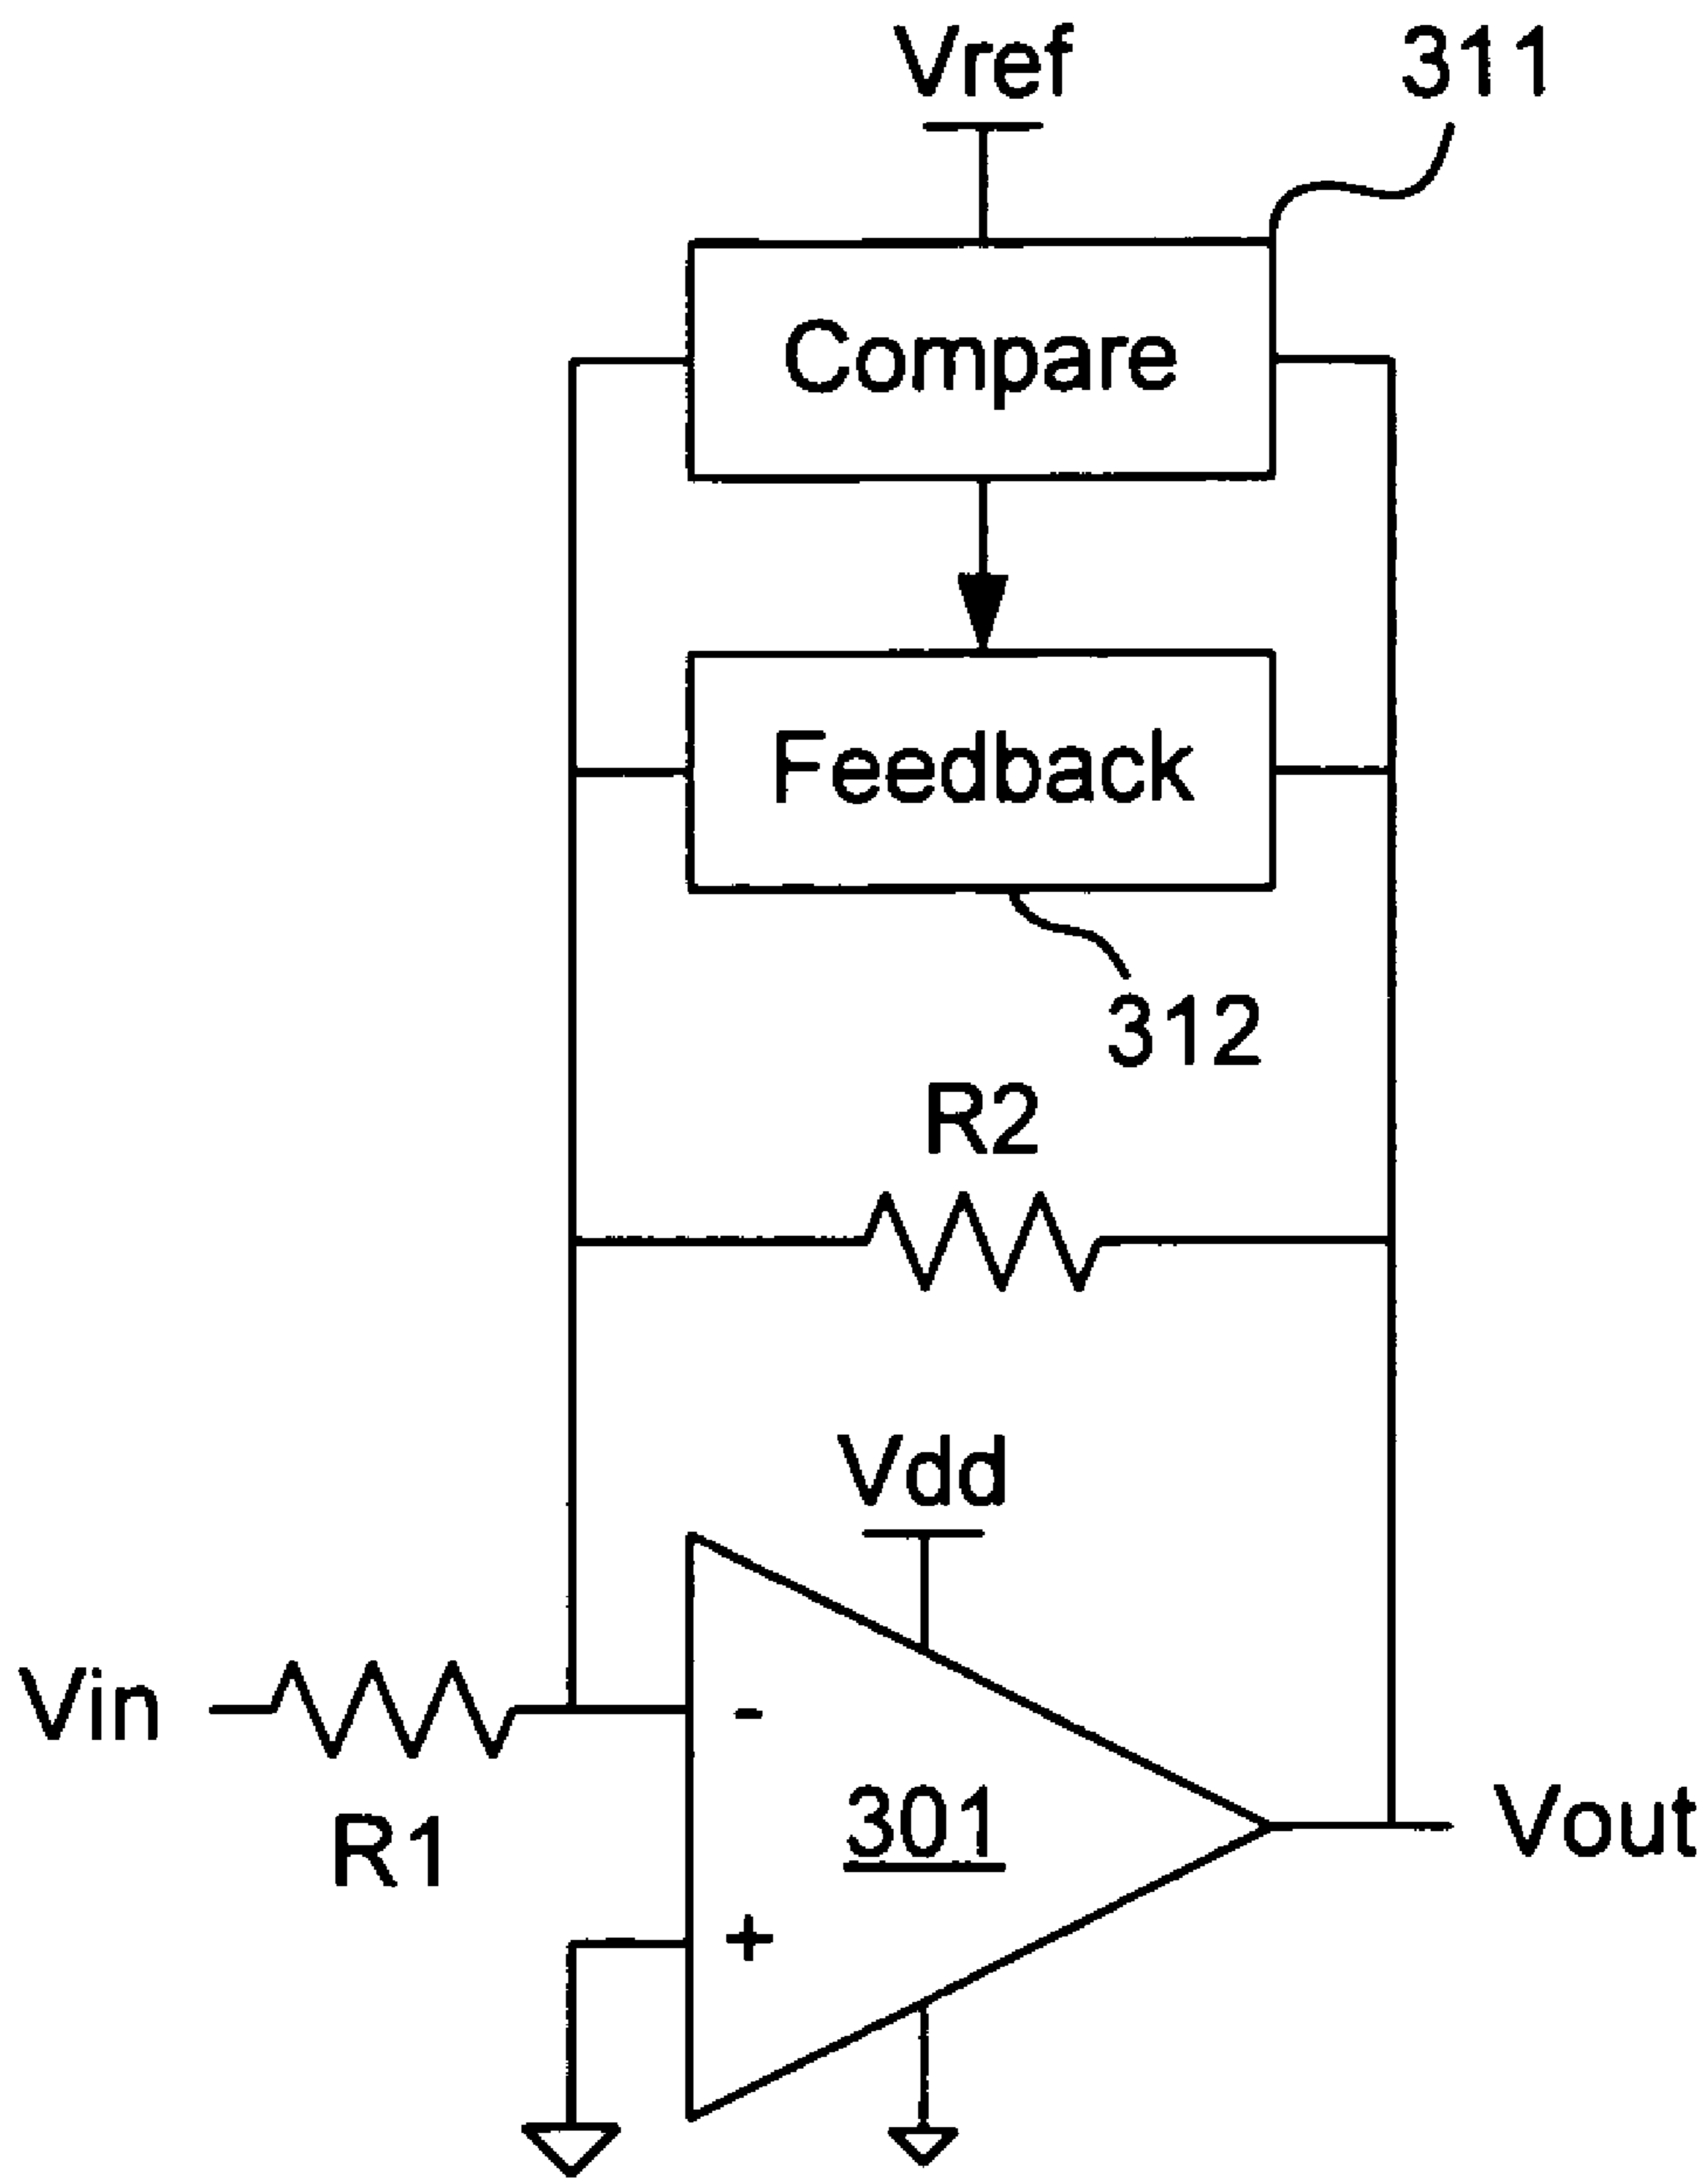 Vref
311
Compare
Feedback
312
R2
Vdd
Vin
-
301
Vout
R1
+